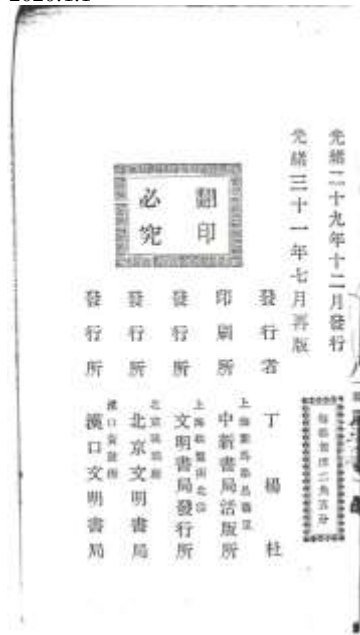 光緒二十九年十二月發行
光緒三十一年七月再版
翻印
必究
發行者 丁楊杜
印刷所 中新書局活版所
發行所 文明書局發行所
發行所 北京文明書局
發行所 漢口文明書局